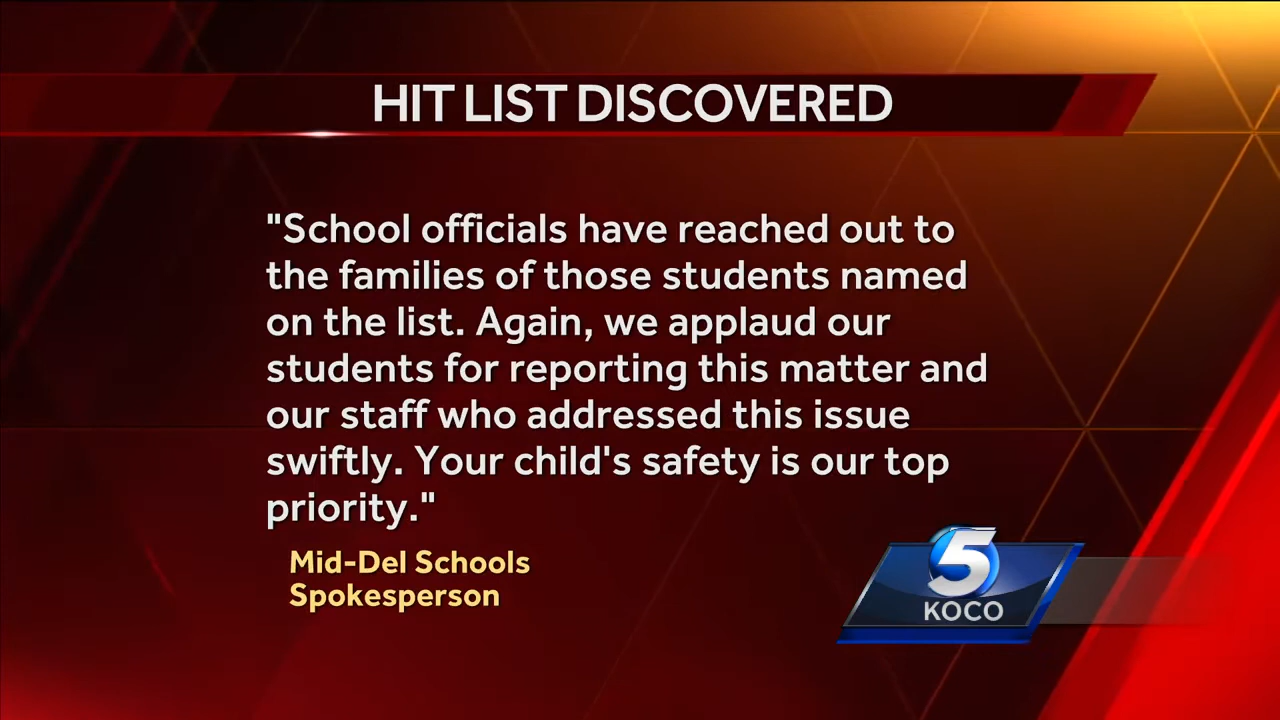 HIT LIST DISCOVERED
"School officials have reached out to
the families of those students named
on the list. Again, we applaud our
students for reporting this matter and
our staff who addressed this issue
swiftly. Your child's safety is our top
priority."
Mid-Del Schools
Spokesperson
5
KOCO